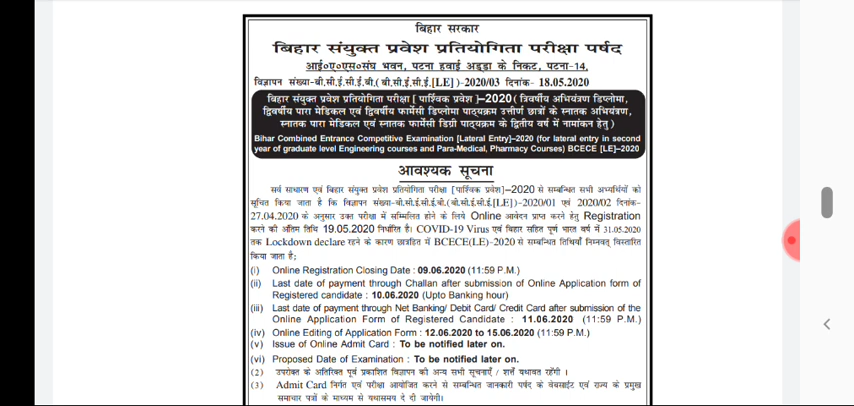 बिहार सरकार
बिहार संयुक्त प्रवेश प्रतियोगिता परीक्षा पर्षद
आई०ए०एस०संघ भवन, पटना हवाई अड्डा के निकट, पटना-14.
विज्ञापन संख्या-बी.सी.ई.सी.ई.बी.( बी.सी.ई.सी.ई.[LE] )-2020/03 दिनांक- 18.05.2020
बिहार संयुक्त प्रवेश प्रतियोगिता परीक्षा [ पार्श्विक प्रवेश ]–2020 ( त्रिवर्षीय अभियंत्रण डिप्लोमा,
द्विवर्षीय पारा मेडिकल एवं द्विवर्षीय फार्मेसी डिप्लोमा पाठ्यक्रम उत्तीर्ण छात्रों के स्नातक अभियंत्रण,
स्नातक पारा मेडिकल एवं स्नातक फार्मेसी डिग्री पाठ्यक्रम के द्वितीय वर्ष में नामांकन हेतु )
Bihar Combined Entrance Competitive Examination [Lateral Entry]–2020 (for lateral entry in second
year of graduate level Engineering courses and Para-Medical, Pharmacy Courses) BCECE [LE]–2020
आवश्यक सूचना
सर्व साधारण एवं बिहार संयुक्त प्रवेश प्रतियोगिता परीक्षा [पार्श्विक प्रवेश]–2020 से सम्बन्धित सभी अभ्यर्थियों को
सूचित किया जाता है कि विज्ञापन संख्या-बी.सी.ई.सी.ई.बी.(बी.सी.ई.सी.ई.[LE])-2020/01 एवं 2020/02 दिनांक-
27.04.2020 के अनुसार उक्त परीक्षा में सम्मिलित होने के लिये Online आवेदन प्राप्त करने हेतु Registration
करने की अंतिम तिथि 19.05.2020 निर्धारित है। COVID-19 Virus एवं बिहार सहित पूर्ण भारत वर्ष में 31.05.2020
तक Lockdown declare रहने के कारण छात्रहित में BCECE(LE)-2020 से सम्बन्धित तिथियाँ निम्नवत् विस्तारित
किया जाता है;
(i) Online Registration Closing Date : 09.06.2020 (11:59 P.M.)
(ii) Last date of payment through Challan after submission of Online Application form of
Registered candidate : 10.06.2020 (Upto Banking hour)
(iii) Last date of payment through Net Banking/ Debit Card/ Credit Card after submission of the
Online Application Form of Registered Candidate : 11.06.2020 (11:59 P.M.)
(iv) Online Editing of Application Form : 12.06.2020 to 15.06.2020 (11:59 P.M.)
(v) Issue of Online Admit Card : To be notified later on.
(vi) Proposed Date of Examination : To be notified later on.
(2) उपरोक्त के अतिरिक्त पूर्व प्रकाशित विज्ञापन की अन्य सभी सूचनाएँ / शर्तें यथावत रहेंगी ।
(3) Admit Card निर्गत एवं परीक्षा आयोजित करने से सम्बन्धित जानकारी पर्षद के वेबसाईट एवं राज्य के प्रमुख
समाचार पत्रों के माध्यम से यथासमय दे दी जायेगी।